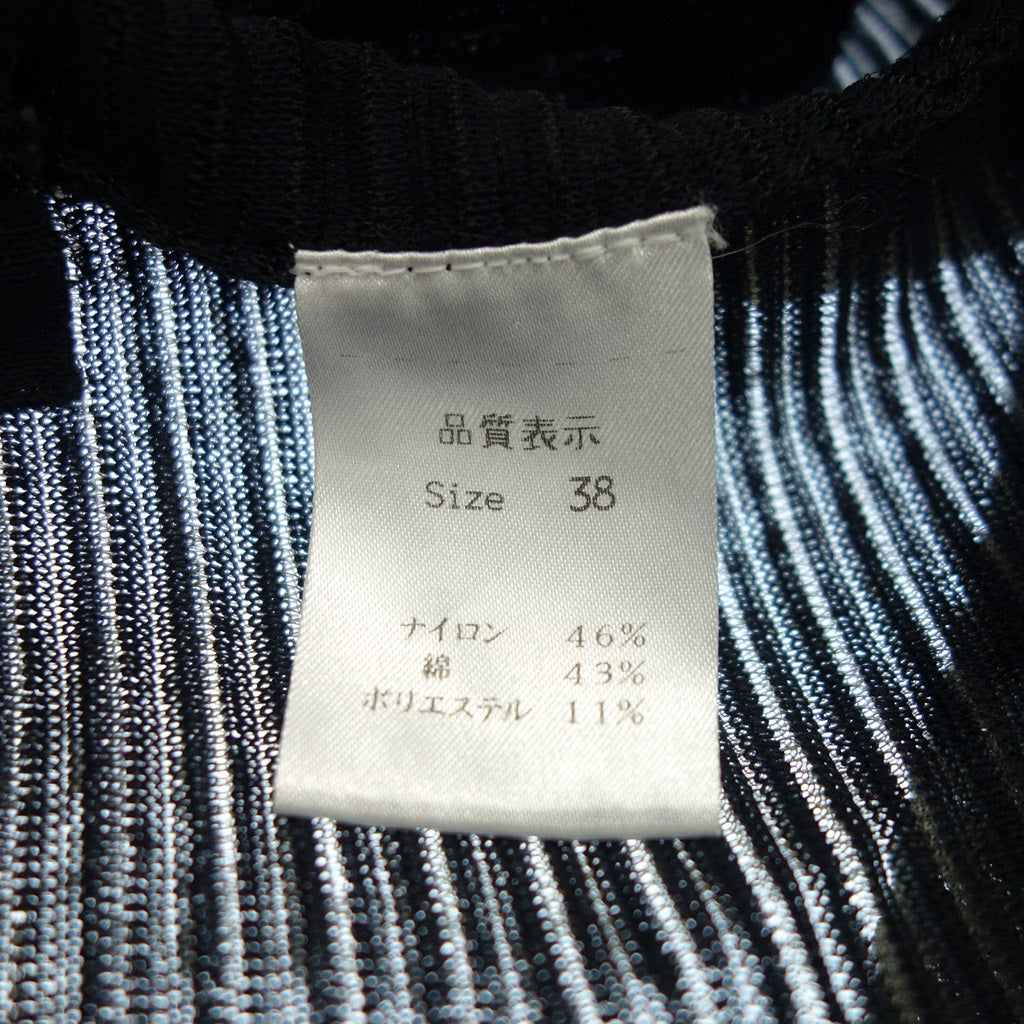 品質表示
Size 38
ナイロン 46%
綿 43%
ポリエステル 11%